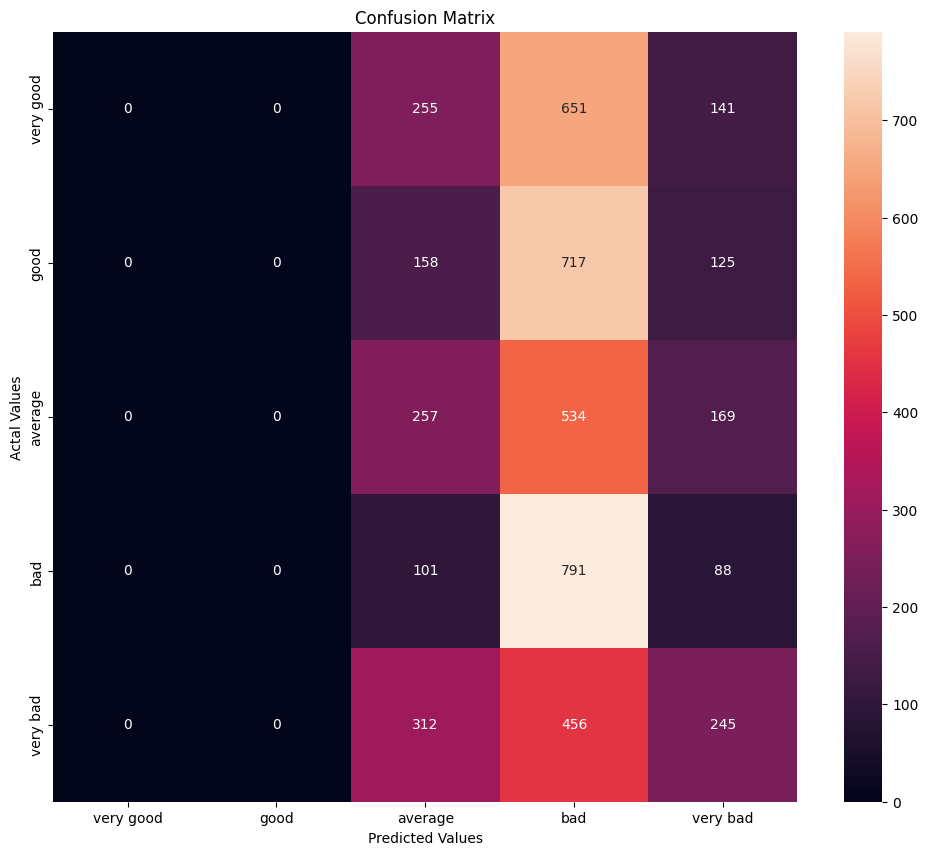 Confusion Matrix
Actal Values
very good
0 0 255 651 141
good
0 0 158 717 125
average
0 0 257 534 169
bad
0 0 101 791 88
very bad
0 0 312 456 245
very good good average bad very bad
Predicted Values
700
600
500
400
300
200
100
0